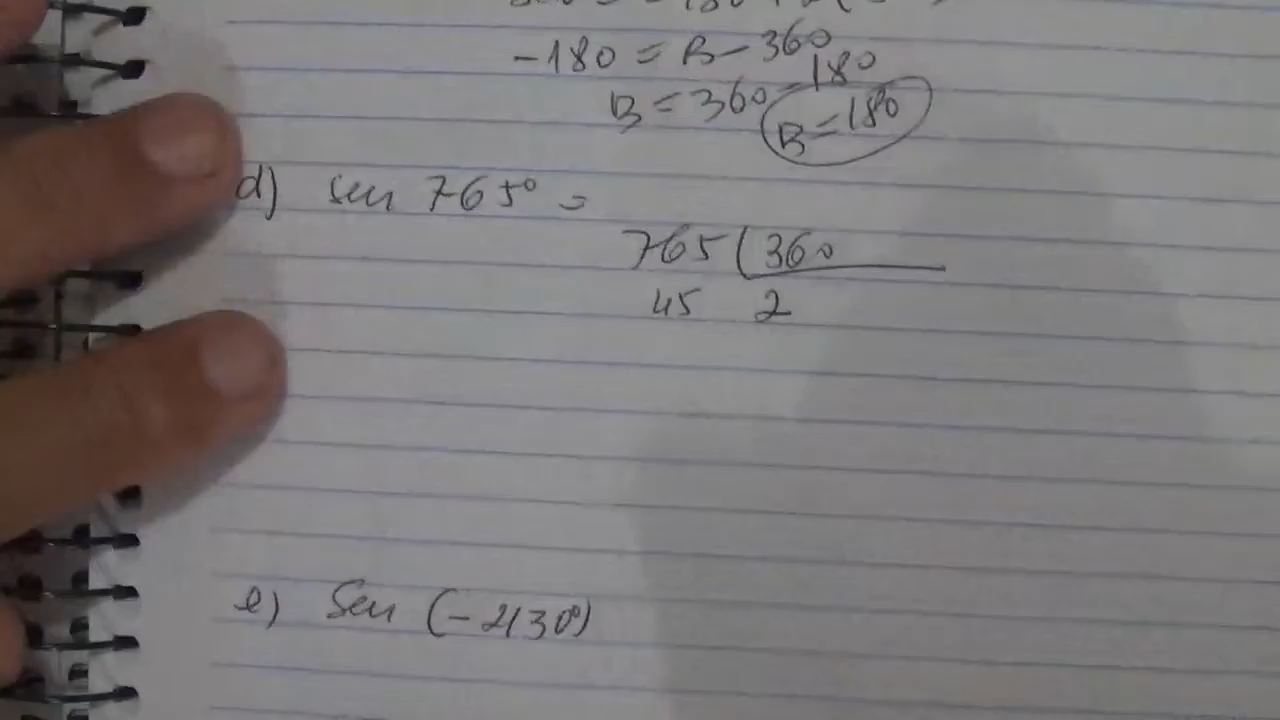 -180 = B - 360
B = 360 - 180
B = 180
d) sen 765° =
765 360
45 2
e) Sen (-2130°)